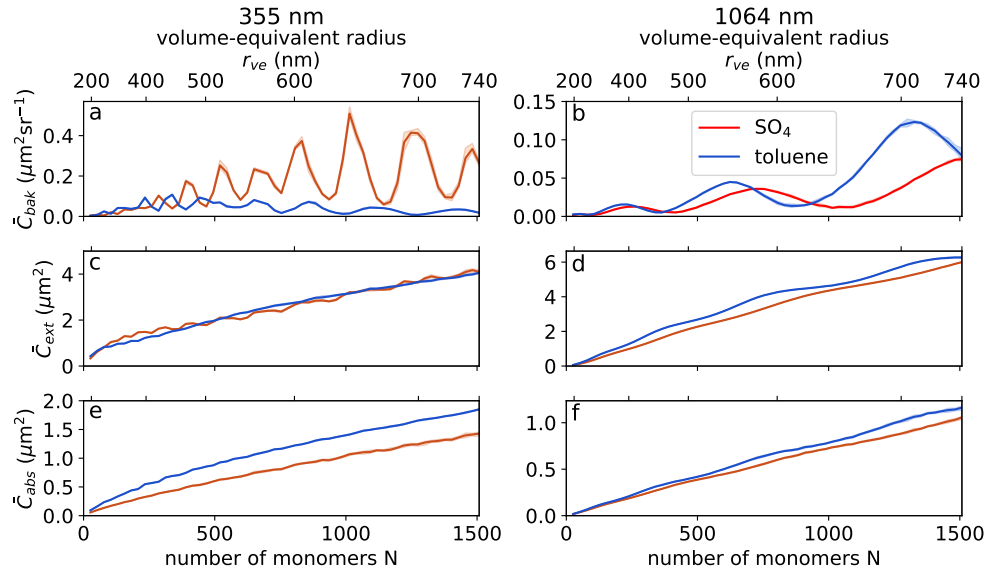 355 nm
volume-equivalent radius
r_ve (nm)
200 400 500 600 700 740
1064 nm
volume-equivalent radius
r_ve (nm)
200 400 500 600 700 740
a
C̄_bak (μm²sr⁻¹)
0.4
0.2
0.0
b
SO₄
toluene
0.15
0.10
0.05
0.00
c
C̄_ext (μm²)
4
2
0
d
6
4
2
0
e
C̄_abs (μm²)
2.0
1.5
1.0
0.5
0.0
0 500 1000 1500
number of monomers N
f
1.0
0.5
0.0
0 500 1000 1500
number of monomers N